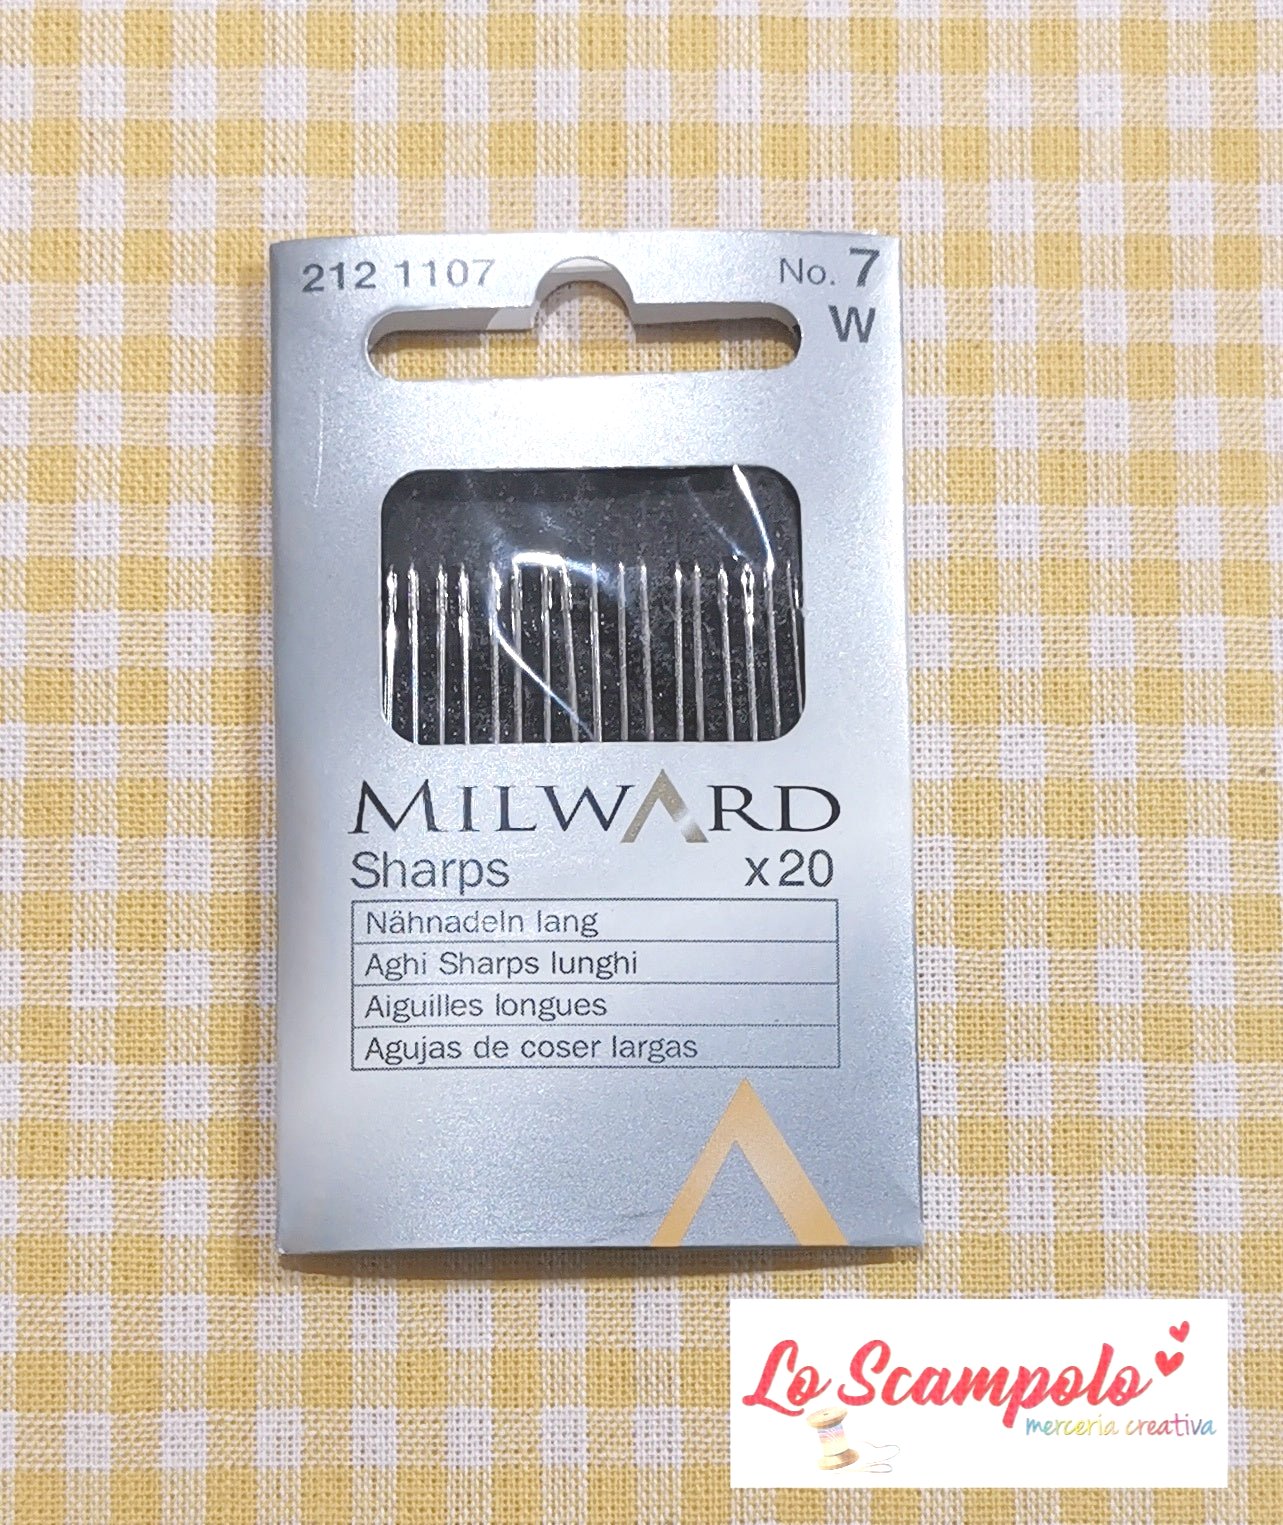 212 1107
No. 7
W
MILWARD
Sharps x20
Nähnadeln lang
Aghi Sharps lunghi
Aiguilles longues
Agujas de coser largas
Lo Scampolo
merceria creativa